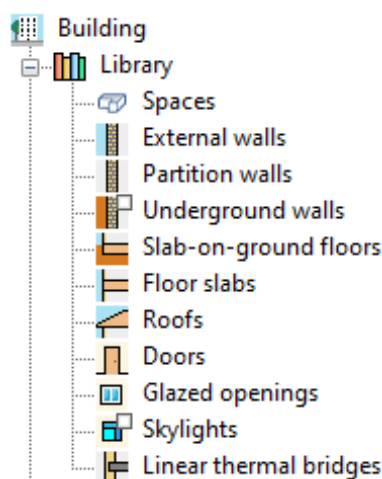 Building
Library
Spaces
External walls
Partition walls
Underground walls
Slab-on-ground floors
Floor slabs
Roofs
Doors
Glazed openings
Skylights
Linear thermal bridges